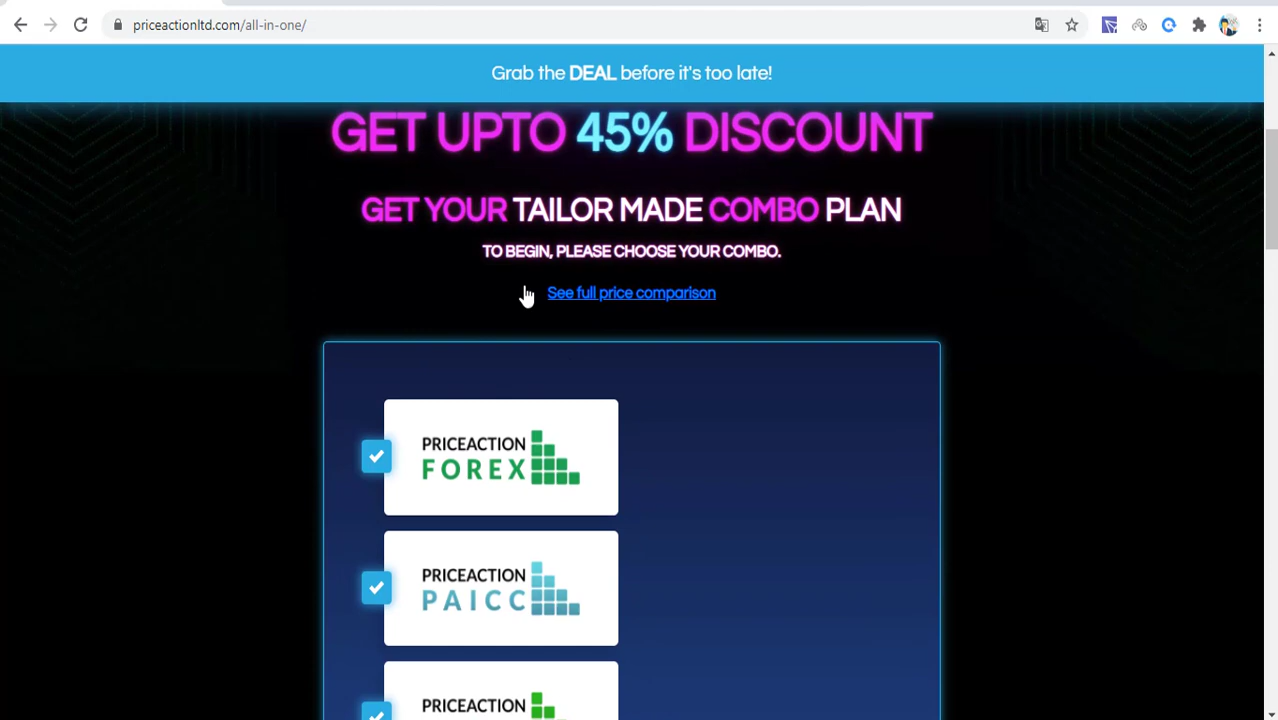 priceactionltd.com/all-in-one/
Grab the DEAL before it's too late!
GET UPTO 45% DISCOUNT
GET YOUR TAILOR MADE COMBO PLAN
TO BEGIN, PLEASE CHOOSE YOUR COMBO.
See full price comparison
PRICEACTION
FOREX
PRICEACTION
PAICC
PRICEACTION